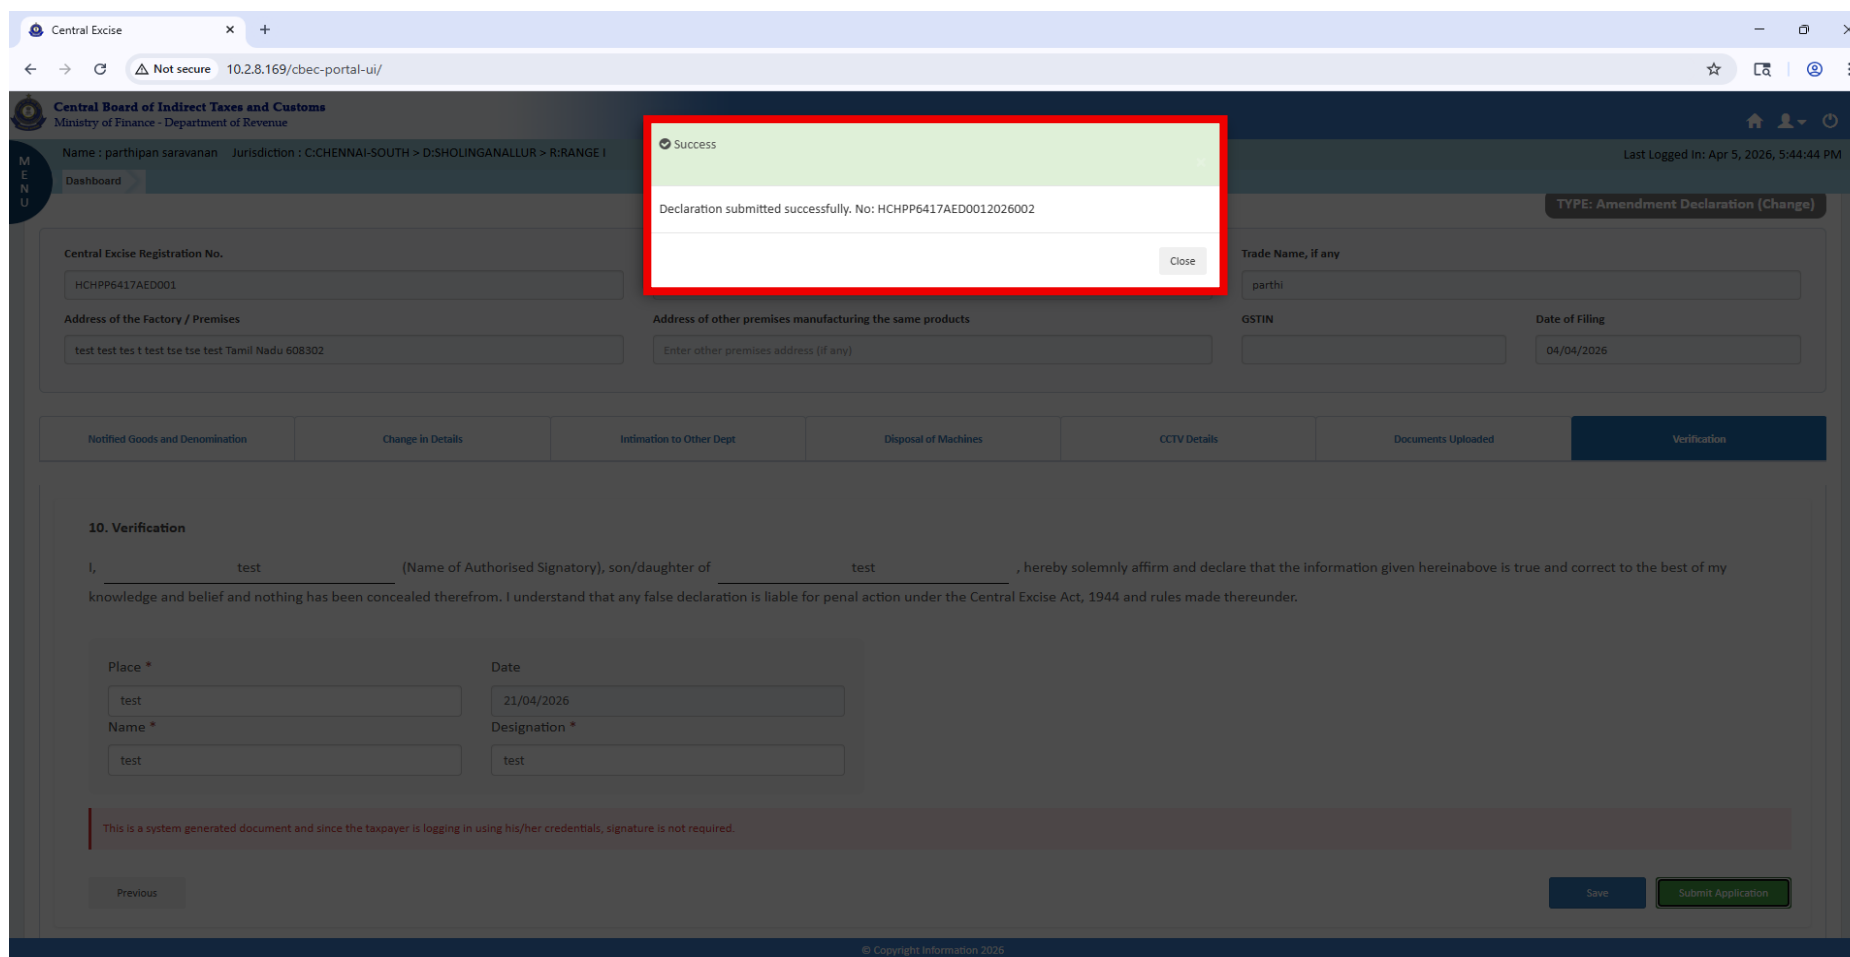 Central Excise
Not secure 10.2.8.169/cbec-portal-ui/
Central Board of Indirect Taxes and Customs
Ministry of Finance - Department of Revenue
Name : parthipan saravanan Jurisdiction : C:CHENNAI-SOUTH > D:SHOLINGANALLUR > R:RANGE I
Last Logged In: Apr 5, 2026, 5:44:44 PM
MENU
Dashboard
Success
Declaration submitted successfully. No: HCHPP6417AED0012026002
Close
TYPE: Amendment Declaration (Change)
Central Excise Registration No.
Trade Name, if any
HCHPP6417AED001
parthi
Address of the Factory / Premises
Address of other premises manufacturing the same products
GSTIN
Date of Filing
test test tes t test tse tse test Tamil Nadu 608302
Enter other premises address (if any)
04/04/2026
Notified Goods and Denomination
Change in Details
Intimation to Other Dept
Disposal of Machines
CCTV Details
Documents Uploaded
Verification
10. Verification
I, test (Name of Authorised Signatory), son/daughter of test , hereby solemnly affirm and declare that the information given hereinabove is true and correct to the best of my
knowledge and belief and nothing has been concealed therefrom. I understand that any false declaration is liable for penal action under the Central Excise Act, 1944 and rules made thereunder.
Place *
Date
test
21/04/2026
Name *
Designation *
test
test
This is a system generated document and since the taxpayer is logging in using his/her credentials, signature is not required.
Previous
Save
Submit Application
© Copyright Information 2026